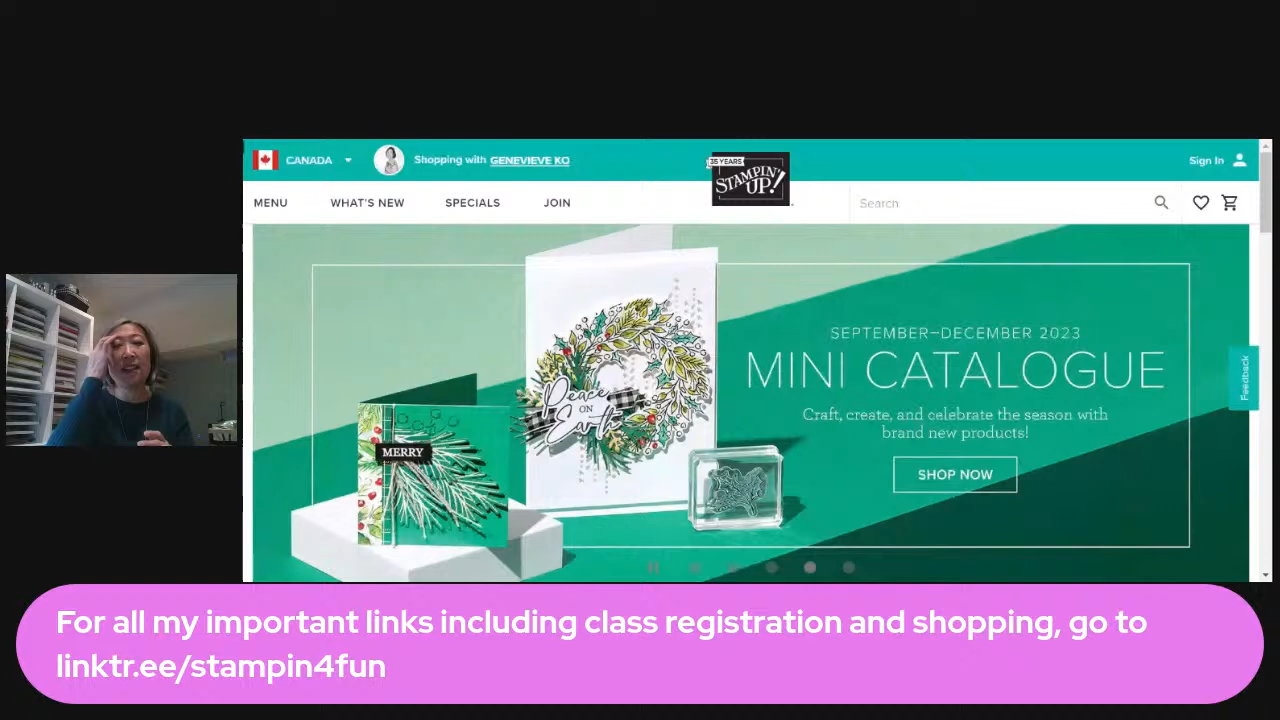 CANADA
Shopping with GENEVIEVE KO
35 YEARS
STAMPIN' UP!
Sign In
MENU
WHAT'S NEW
SPECIALS
JOIN
Search
SEPTEMBER–DECEMBER 2023
MINI CATALOGUE
Craft, create, and celebrate the season with
brand new products!
SHOP NOW
Peace
ON
Earth
MERRY
Feedback
For all my important links including class registration and shopping, go to
linktr.ee/stampin4fun